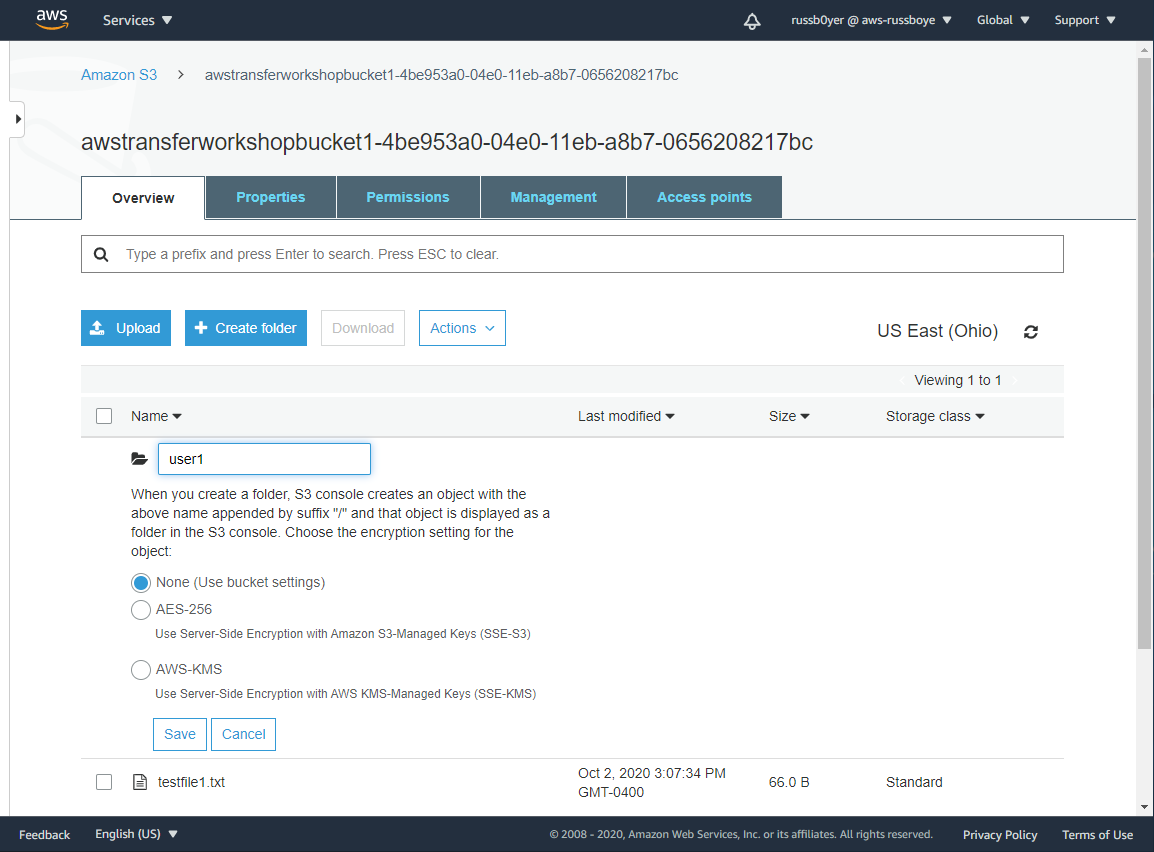 aws
Services
russb0yer @ aws-russboye
Global
Support
Amazon S3 > awstransferworkshopbucket1-4be953a0-04e0-11eb-a8b7-0656208217bc
awstransferworkshopbucket1-4be953a0-04e0-11eb-a8b7-0656208217bc
Overview
Properties
Permissions
Management
Access points
Type a prefix and press Enter to search. Press ESC to clear.
Upload
+ Create folder
Download
Actions
US East (Ohio)
Viewing 1 to 1
Name
Last modified
Size
Storage class
user1
When you create a folder, S3 console creates an object with the
above name appended by suffix "/" and that object is displayed as a
folder in the S3 console. Choose the encryption setting for the
object:
None (Use bucket settings)
AES-256
Use Server-Side Encryption with Amazon S3-Managed Keys (SSE-S3)
AWS-KMS
Use Server-Side Encryption with AWS KMS-Managed Keys (SSE-KMS)
Save
Cancel
testfile1.txt
Oct 2, 2020 3:07:34 PM
GMT-0400
66.0 B
Standard
Feedback
English (US)
© 2008 - 2020, Amazon Web Services, Inc. or its affiliates. All rights reserved.
Privacy Policy
Terms of Use